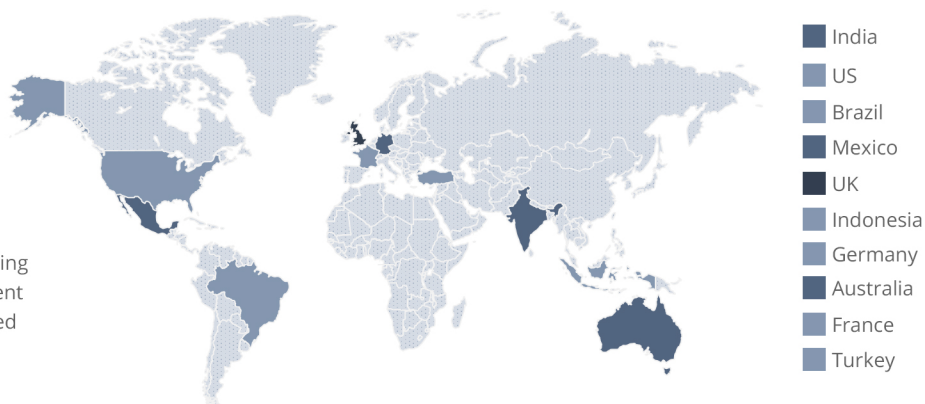 ing
ent
ed
India
US
Brazil
Mexico
UK
Indonesia
Germany
Australia
France
Turkey